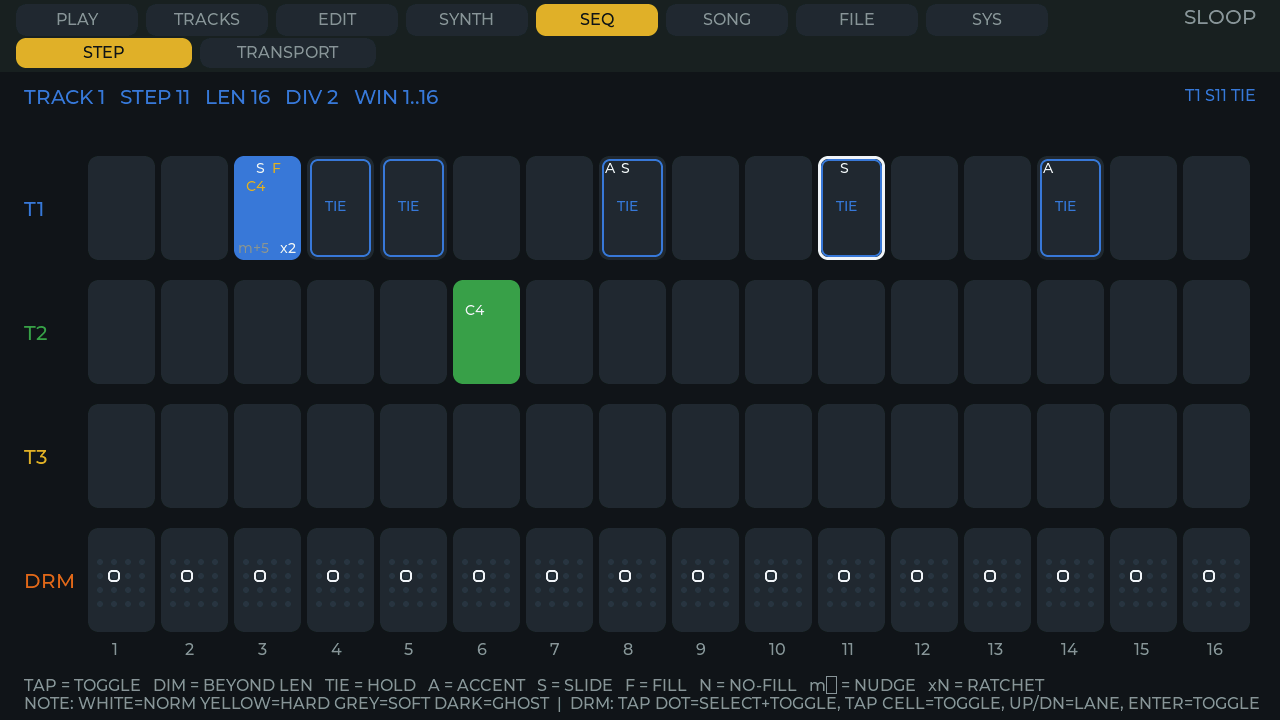 PLAY TRACKS EDIT SYNTH SEQ SONG FILE SYS SLOOP
STEP TRANSPORT
TRACK 1 STEP 11 LEN 16 DIV 2 WIN 1..16 T1 S11 TIE
T1
S F
C4
m+5 x2
TIE
TIE
A S
TIE
S
TIE
A
TIE
T2
C4
T3
DRM
1 2 3 4 5 6 7 8 9 10 11 12 13 14 15 16
TAP = TOGGLE DIM = BEYOND LEN TIE = HOLD A = ACCENT S = SLIDE F = FILL N = NO-FILL m□ = NUDGE xN = RATCHET
NOTE: WHITE=NORM YELLOW=HARD GREY=SOFT DARK=GHOST | DRM: TAP DOT=SELECT+TOGGLE, TAP CELL=TOGGLE, UP/DN=LANE, ENTER=TOGGLE